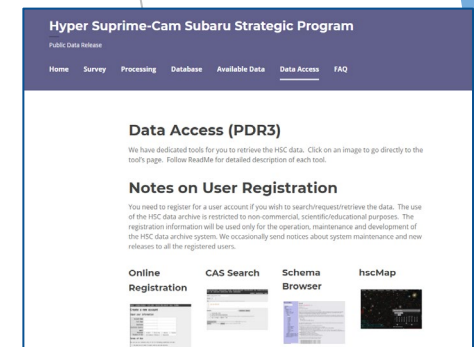 Hyper Suprime-Cam Subaru Strategic Program
Public Data Release
Home Survey Processing Database Available Data Data Access FAQ
Data Access (PDR3)
We have dedicated tools for you to retrieve the HSC data. Click on an image to go directly to the
tool's page. Follow ReadMe for detailed description of each tool.
Notes on User Registration
You need to register for a user account if you wish to search/request/retrieve the data. The use
of the HSC data archive is restricted to non-commercial, scientific/educational purposes. The
registration information will be used only for the operation, maintenance and development of
the HSC data archive system. We occasionally send notices about system maintenance and new
releases to all the registered users.
Online
Registration
CAS Search
Schema
Browser
hscMap